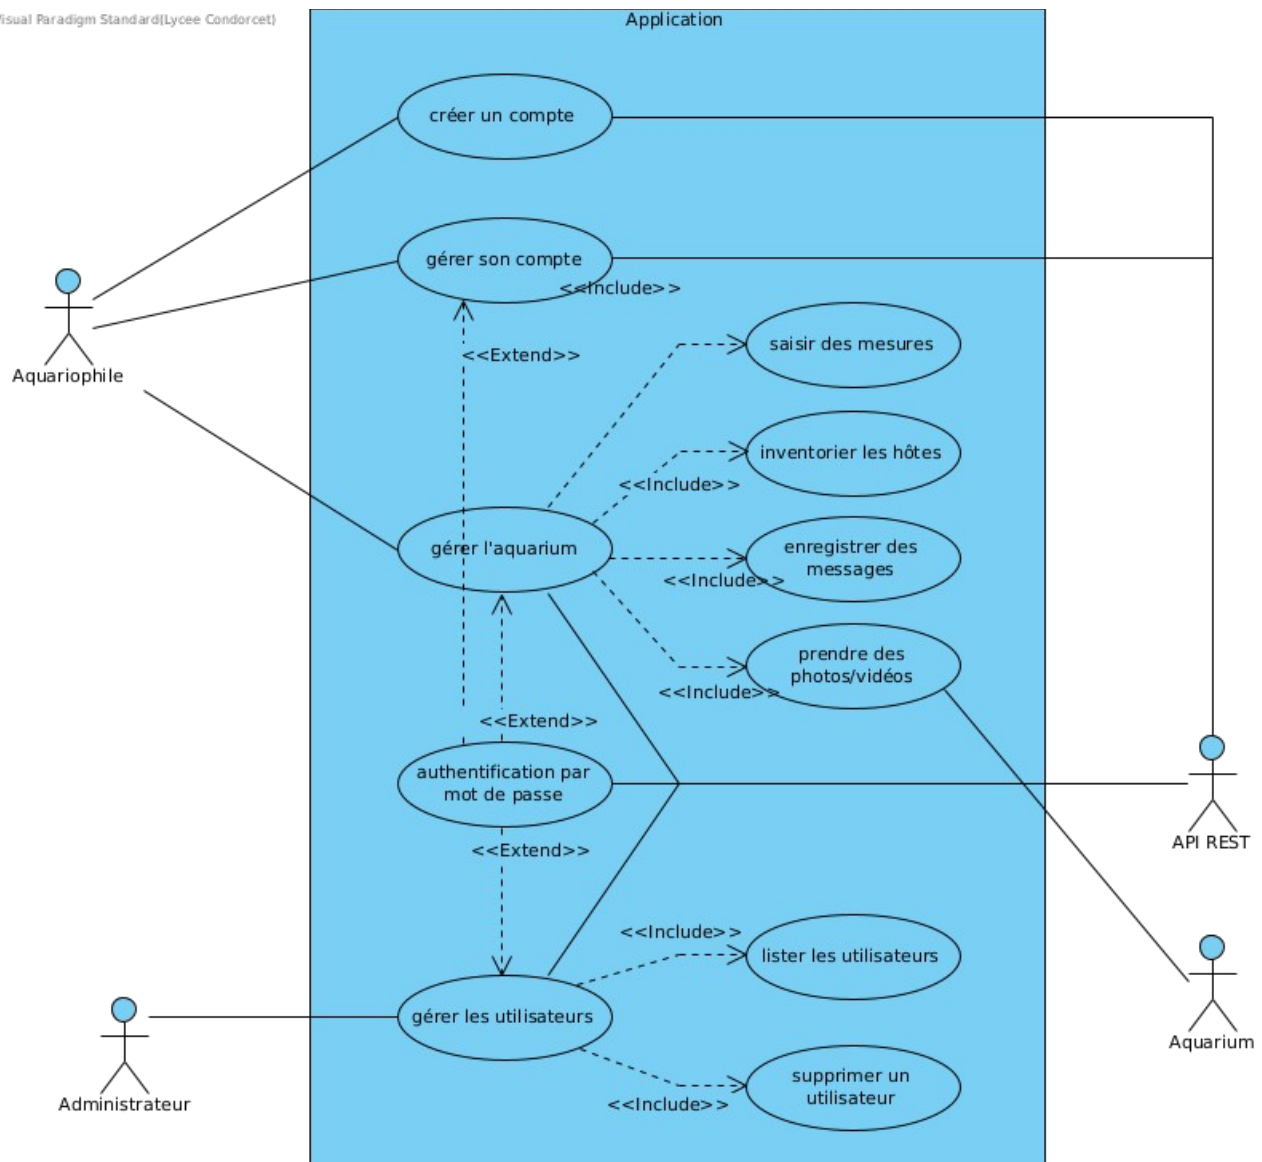 Visual Paradigm Standard(Lycee Condorcet)
Application
créer un compte
gérer son compte
<<Include>>
saisir des mesures
<<Extend>>
Aquariophile
inventorier les hôtes
<<Include>>
gérer l'aquarium
enregistrer des
messages
<<Include>>
prendre des
photos/vidéos
<<Include>>
<<Extend>>
authentification par
mot de passe
API REST
<<Extend>>
<<Include>>
lister les utilisateurs
gérer les utilisateurs
Aquarium
supprimer un
utilisateur
<<Include>>
Administrateur